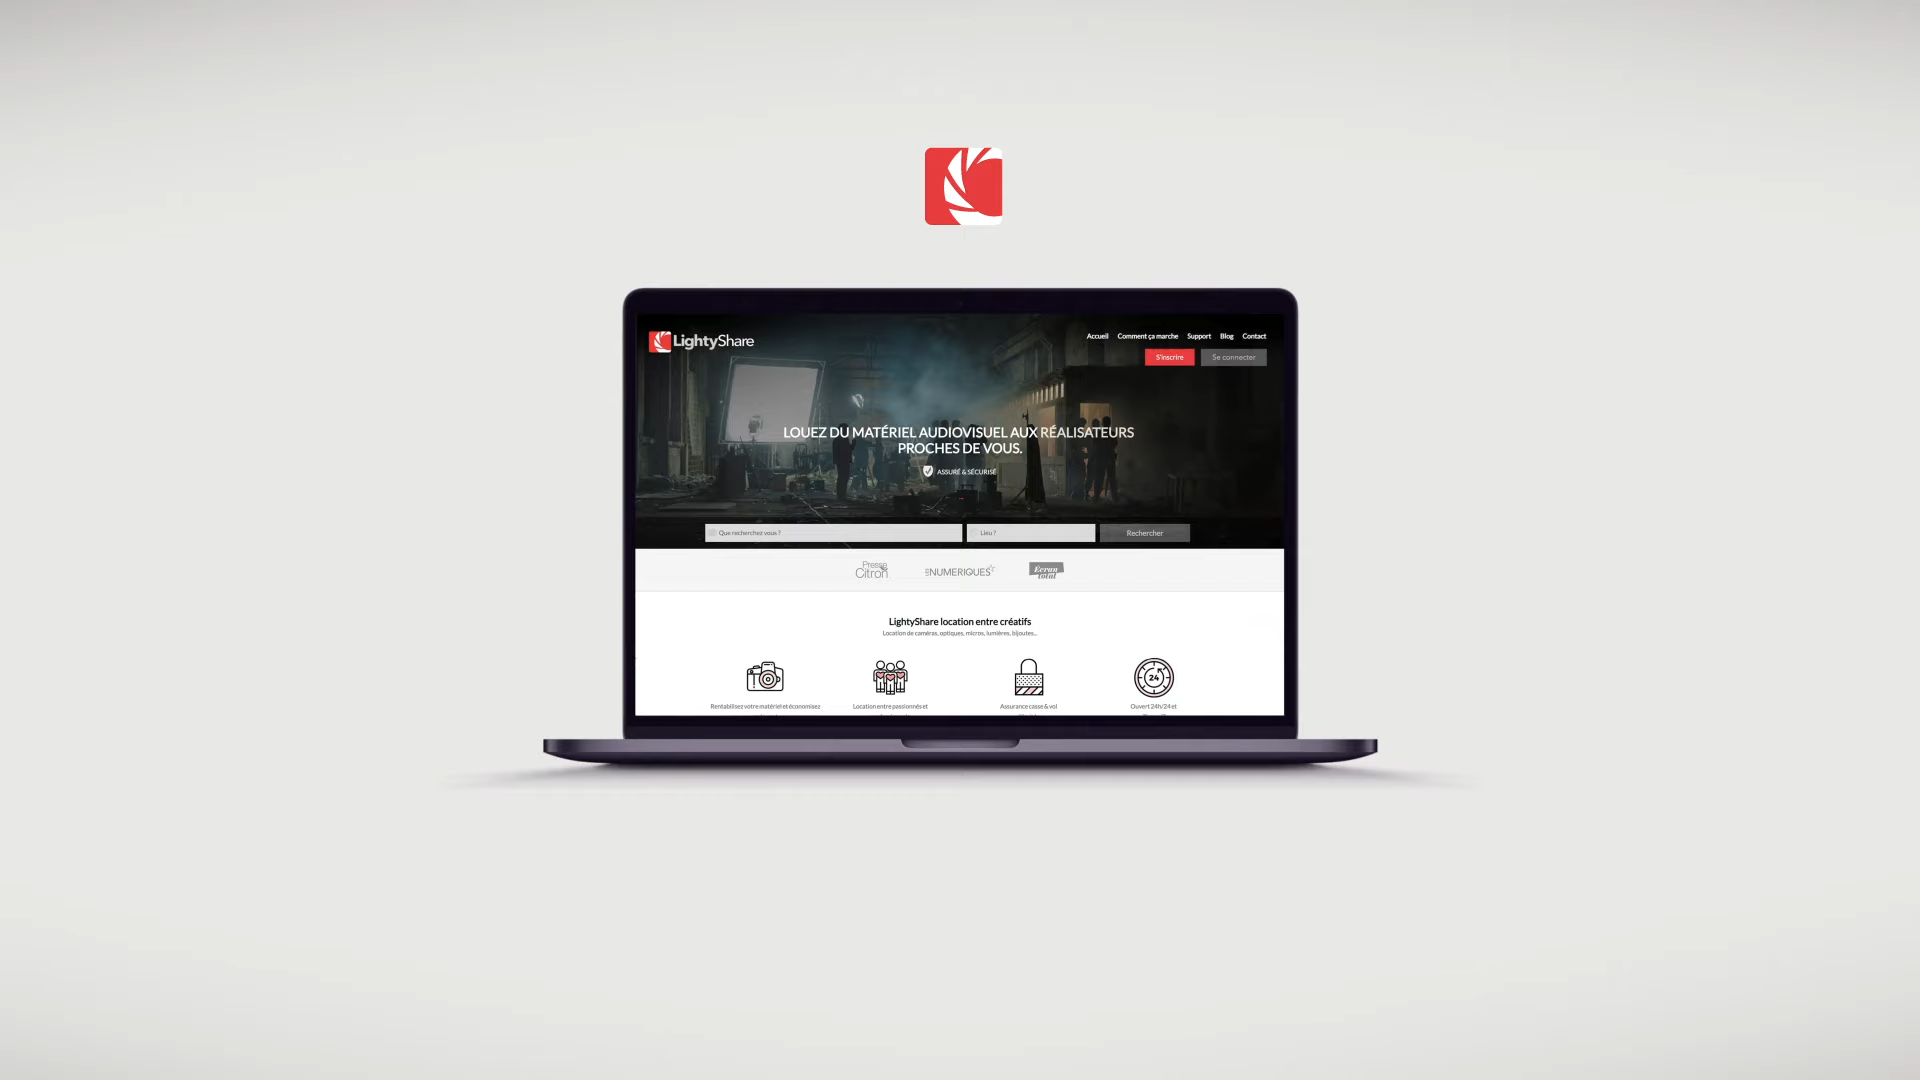 LightyShare
Accueil Comment ça marche Support Blog Contact
S'inscrire Se connecter
LOUEZ DU MATÉRIEL AUDIOVISUEL AUX RÉALISATEURS
PROCHES DE VOUS.
ASSURÉ & SÉCURISÉ
Que recherchez vous ? Lieu ? Rechercher
Presse
Citron
LES NUMERIQUES
Écran
total
LightyShare location entre créatifs
Location de caméras, optiques, micros, lumières, bijoutes...
24
Rentabilisez votre matériel et économisez
Location entre passionnés et
Assurance casse & vol
Ouvert 24h/24 et